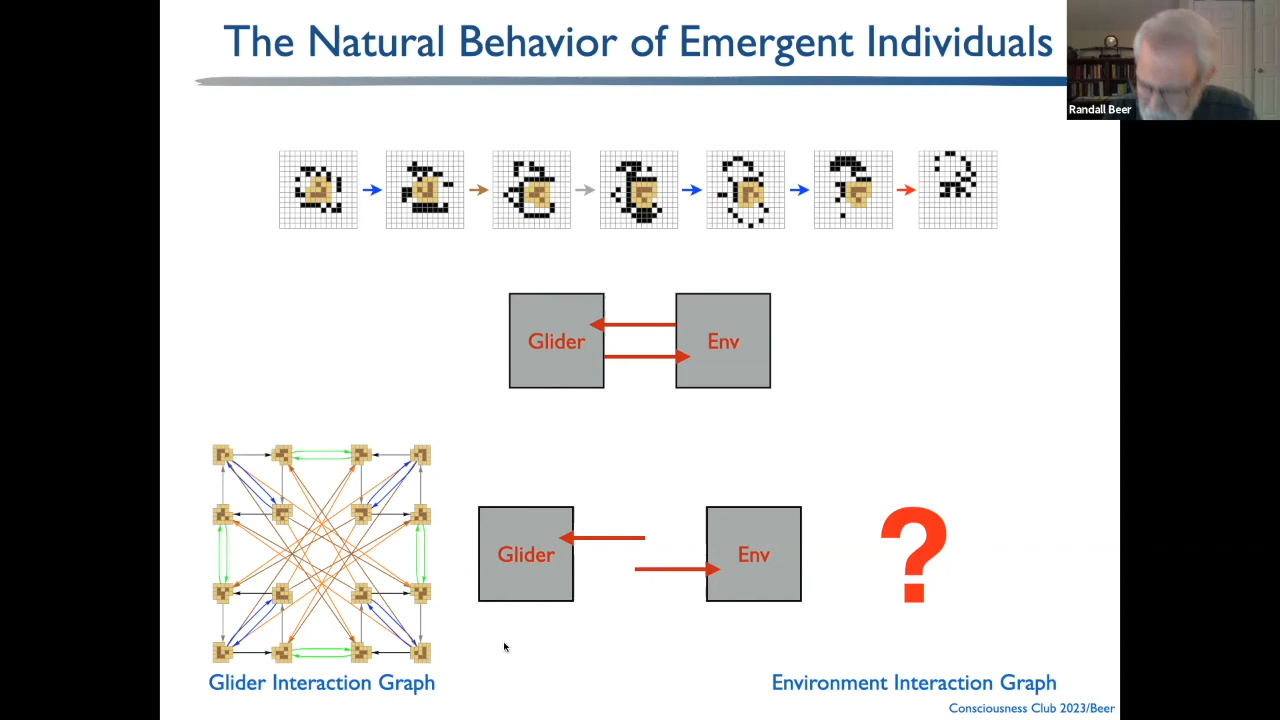 The Natural Behavior of Emergent Individuals
Randall Beer
Glider
Env
Glider
Env
?
Glider Interaction Graph
Environment Interaction Graph
Consciousness Club 2023/Beer